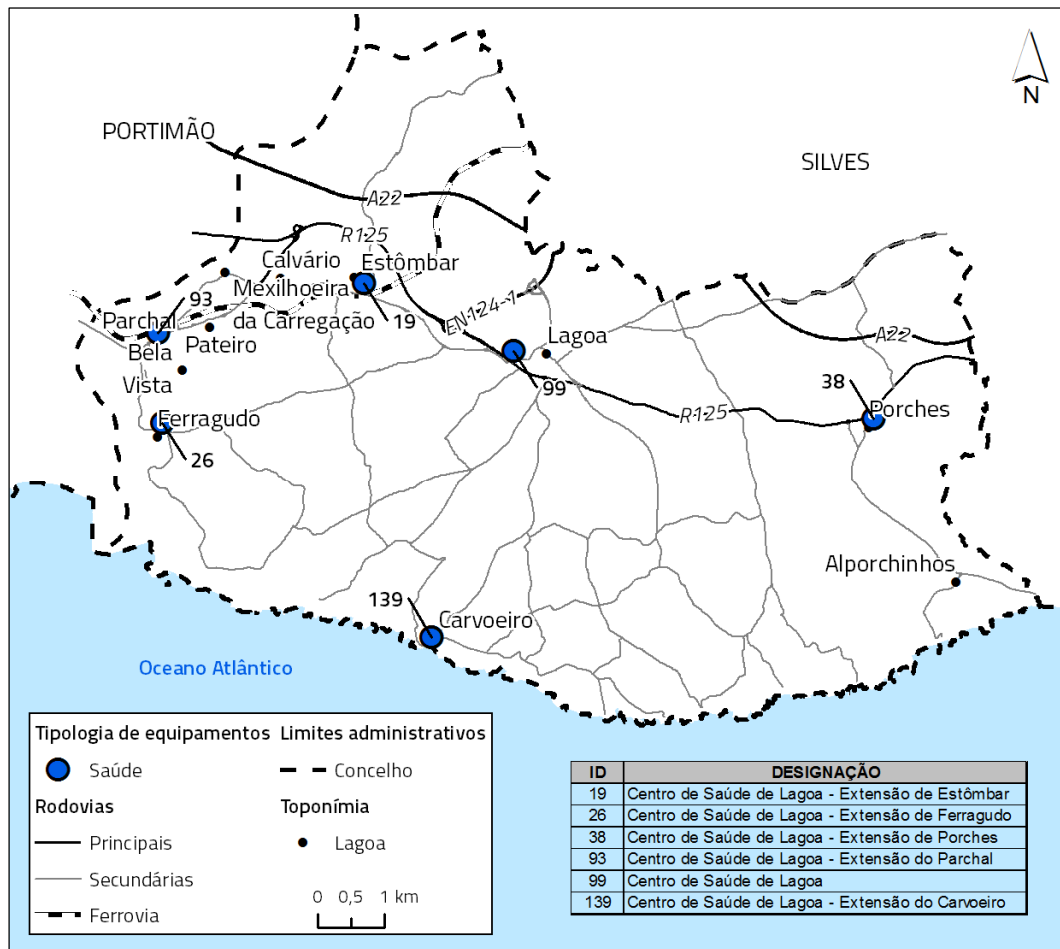 N
PORTIMÃO
SILVES
A22
R125
Calvário
Estômbar
Mexilhoeira
93
da Carregação
19
EN124-1
Parchal
Pateiro
Bela
Vista
Lagoa
A22
99
38
R125
Porches
Ferragudo
26
Alporchinhos
139
Carvoeiro
Oceano Atlântico
Tipologia de equipamentos
Saúde
Rodovias
Principais
Secundárias
Ferrovia
Limites administrativos
Concelho
Toponímia
Lagoa
0 0,5 1 km
ID DESIGNAÇÃO
19 Centro de Saúde de Lagoa - Extensão de Estômbar
26 Centro de Saúde de Lagoa - Extensão de Ferragudo
38 Centro de Saúde de Lagoa - Extensão de Porches
93 Centro de Saúde de Lagoa - Extensão do Parchal
99 Centro de Saúde de Lagoa
139 Centro de Saúde de Lagoa - Extensão do Carvoeiro